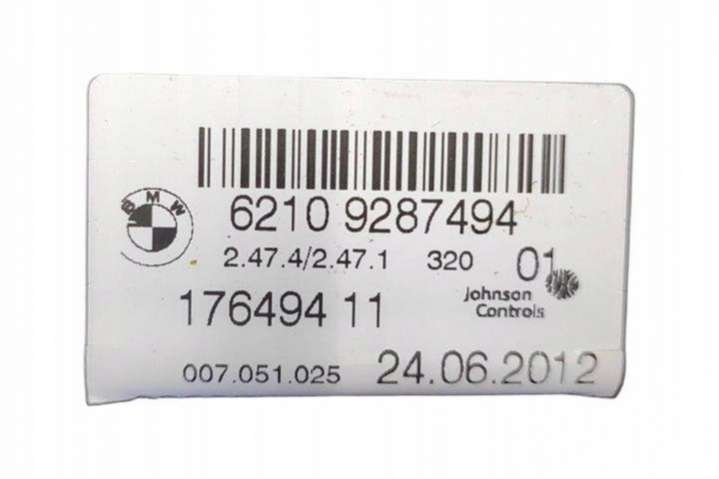 BMW
6210 9287494
2.47.4/2.47.1 320 01
Johnson
Controls
176494 11
007.051.025 24.06.2012